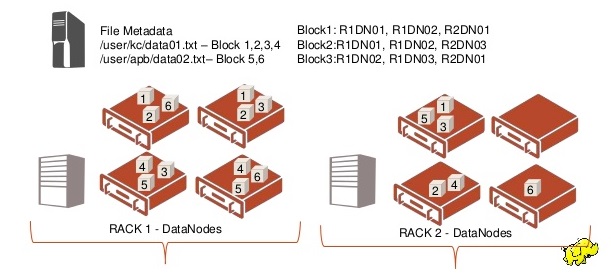 File Metadata
/user/kc/data01.txt – Block 1,2,3,4
/user/apb/data02.txt– Block 5,6
Block1: R1DN01, R1DN02, R2DN01
Block2:R1DN01, R1DN02, R2DN03
Block3:R1DN02, R1DN03, R2DN01
1 6 2
1 3 2
4 3 5
4 6 5
RACK 1 - DataNodes
1 5 3
2 4
6
RACK 2 - DataNodes